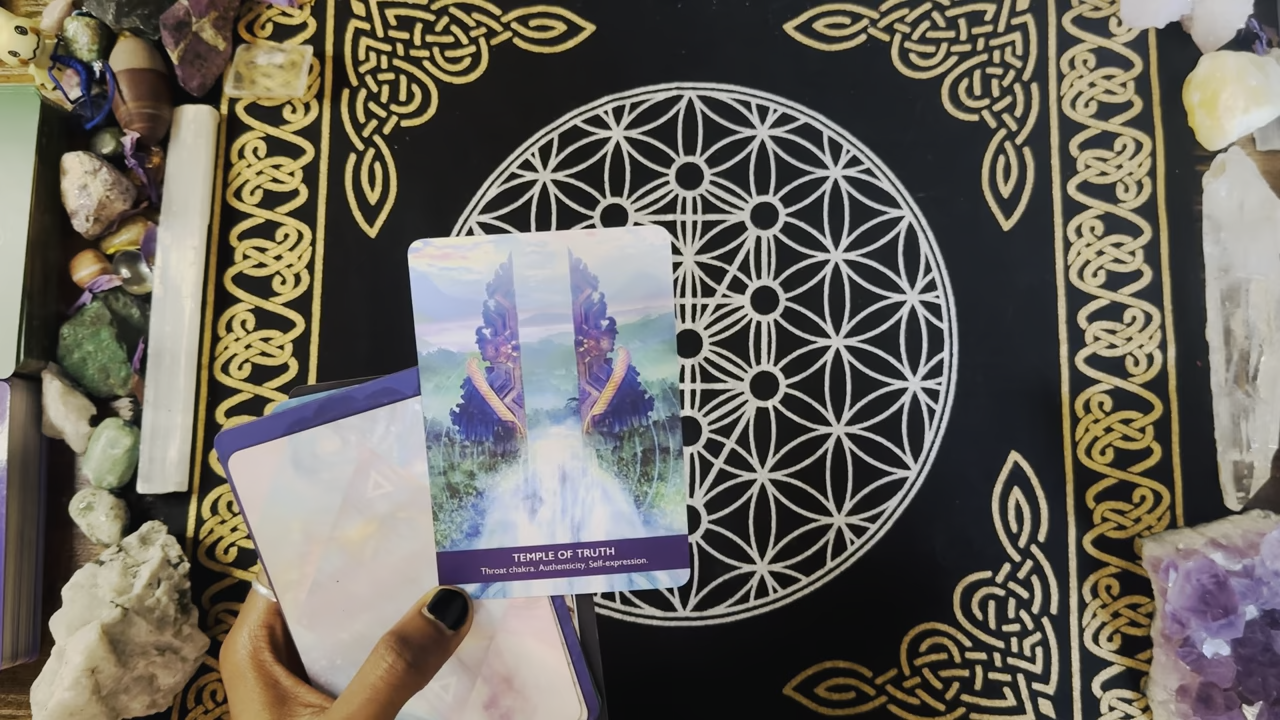 TEMPLE OF TRUTH
Throat chakra. Authenticity. Self-expression.